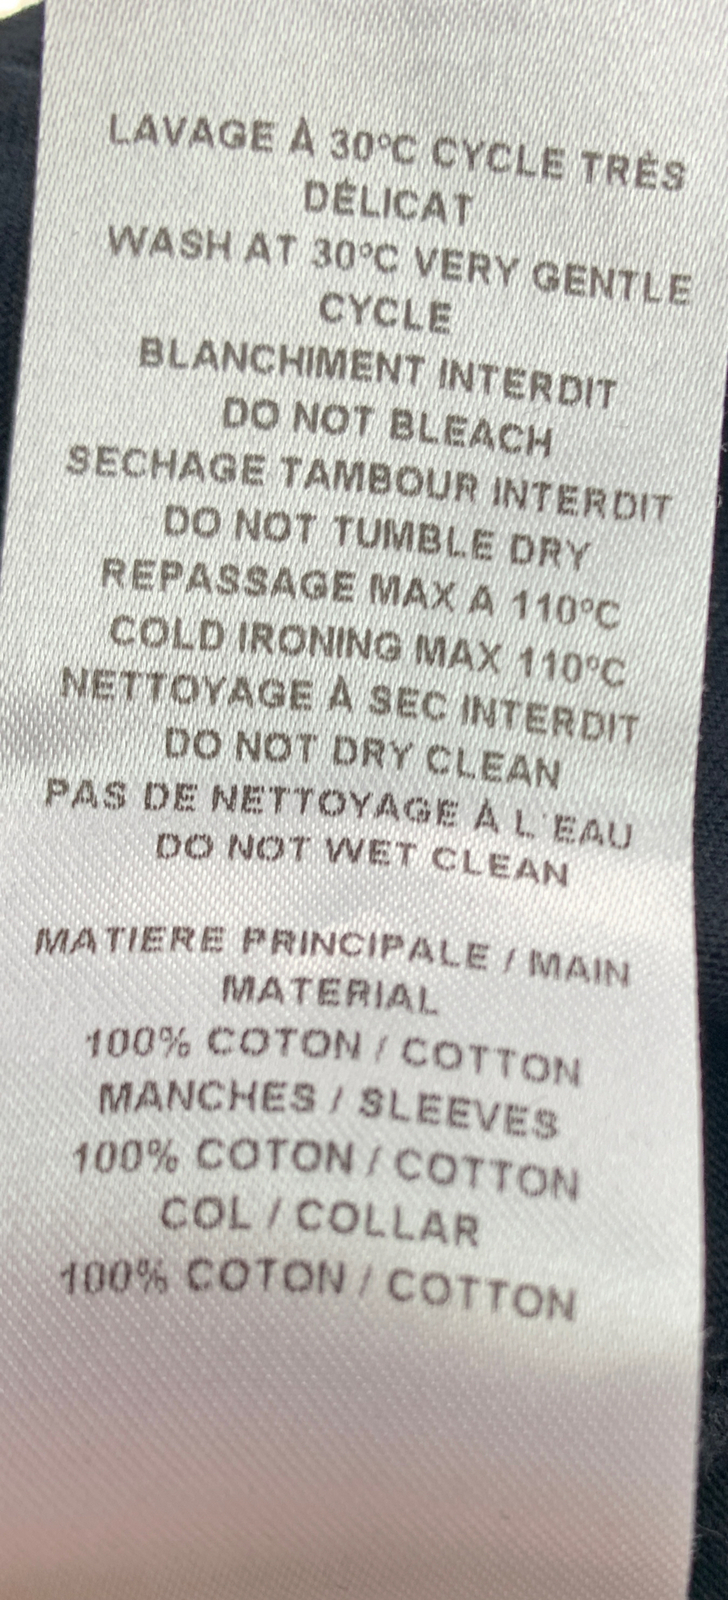 LAVAGE À 30°C CYCLE TRÈS
DÉLICAT
WASH AT 30°C VERY GENTLE
CYCLE
BLANCHIMENT INTERDIT
DO NOT BLEACH
SECHAGE TAMBOUR INTERDIT
DO NOT TUMBLE DRY
REPASSAGE MAX A 110°C
COLD IRONING MAX 110°C
NETTOYAGE À SEC INTERDIT
DO NOT DRY CLEAN
PAS DE NETTOYAGE À L'EAU
DO NOT WET CLEAN
MATIERE PRINCIPALE / MAIN
MATERIAL
100% COTON / COTTON
MANCHES / SLEEVES
100% COTON / COTTON
COL / COLLAR
100% COTON / COTTON